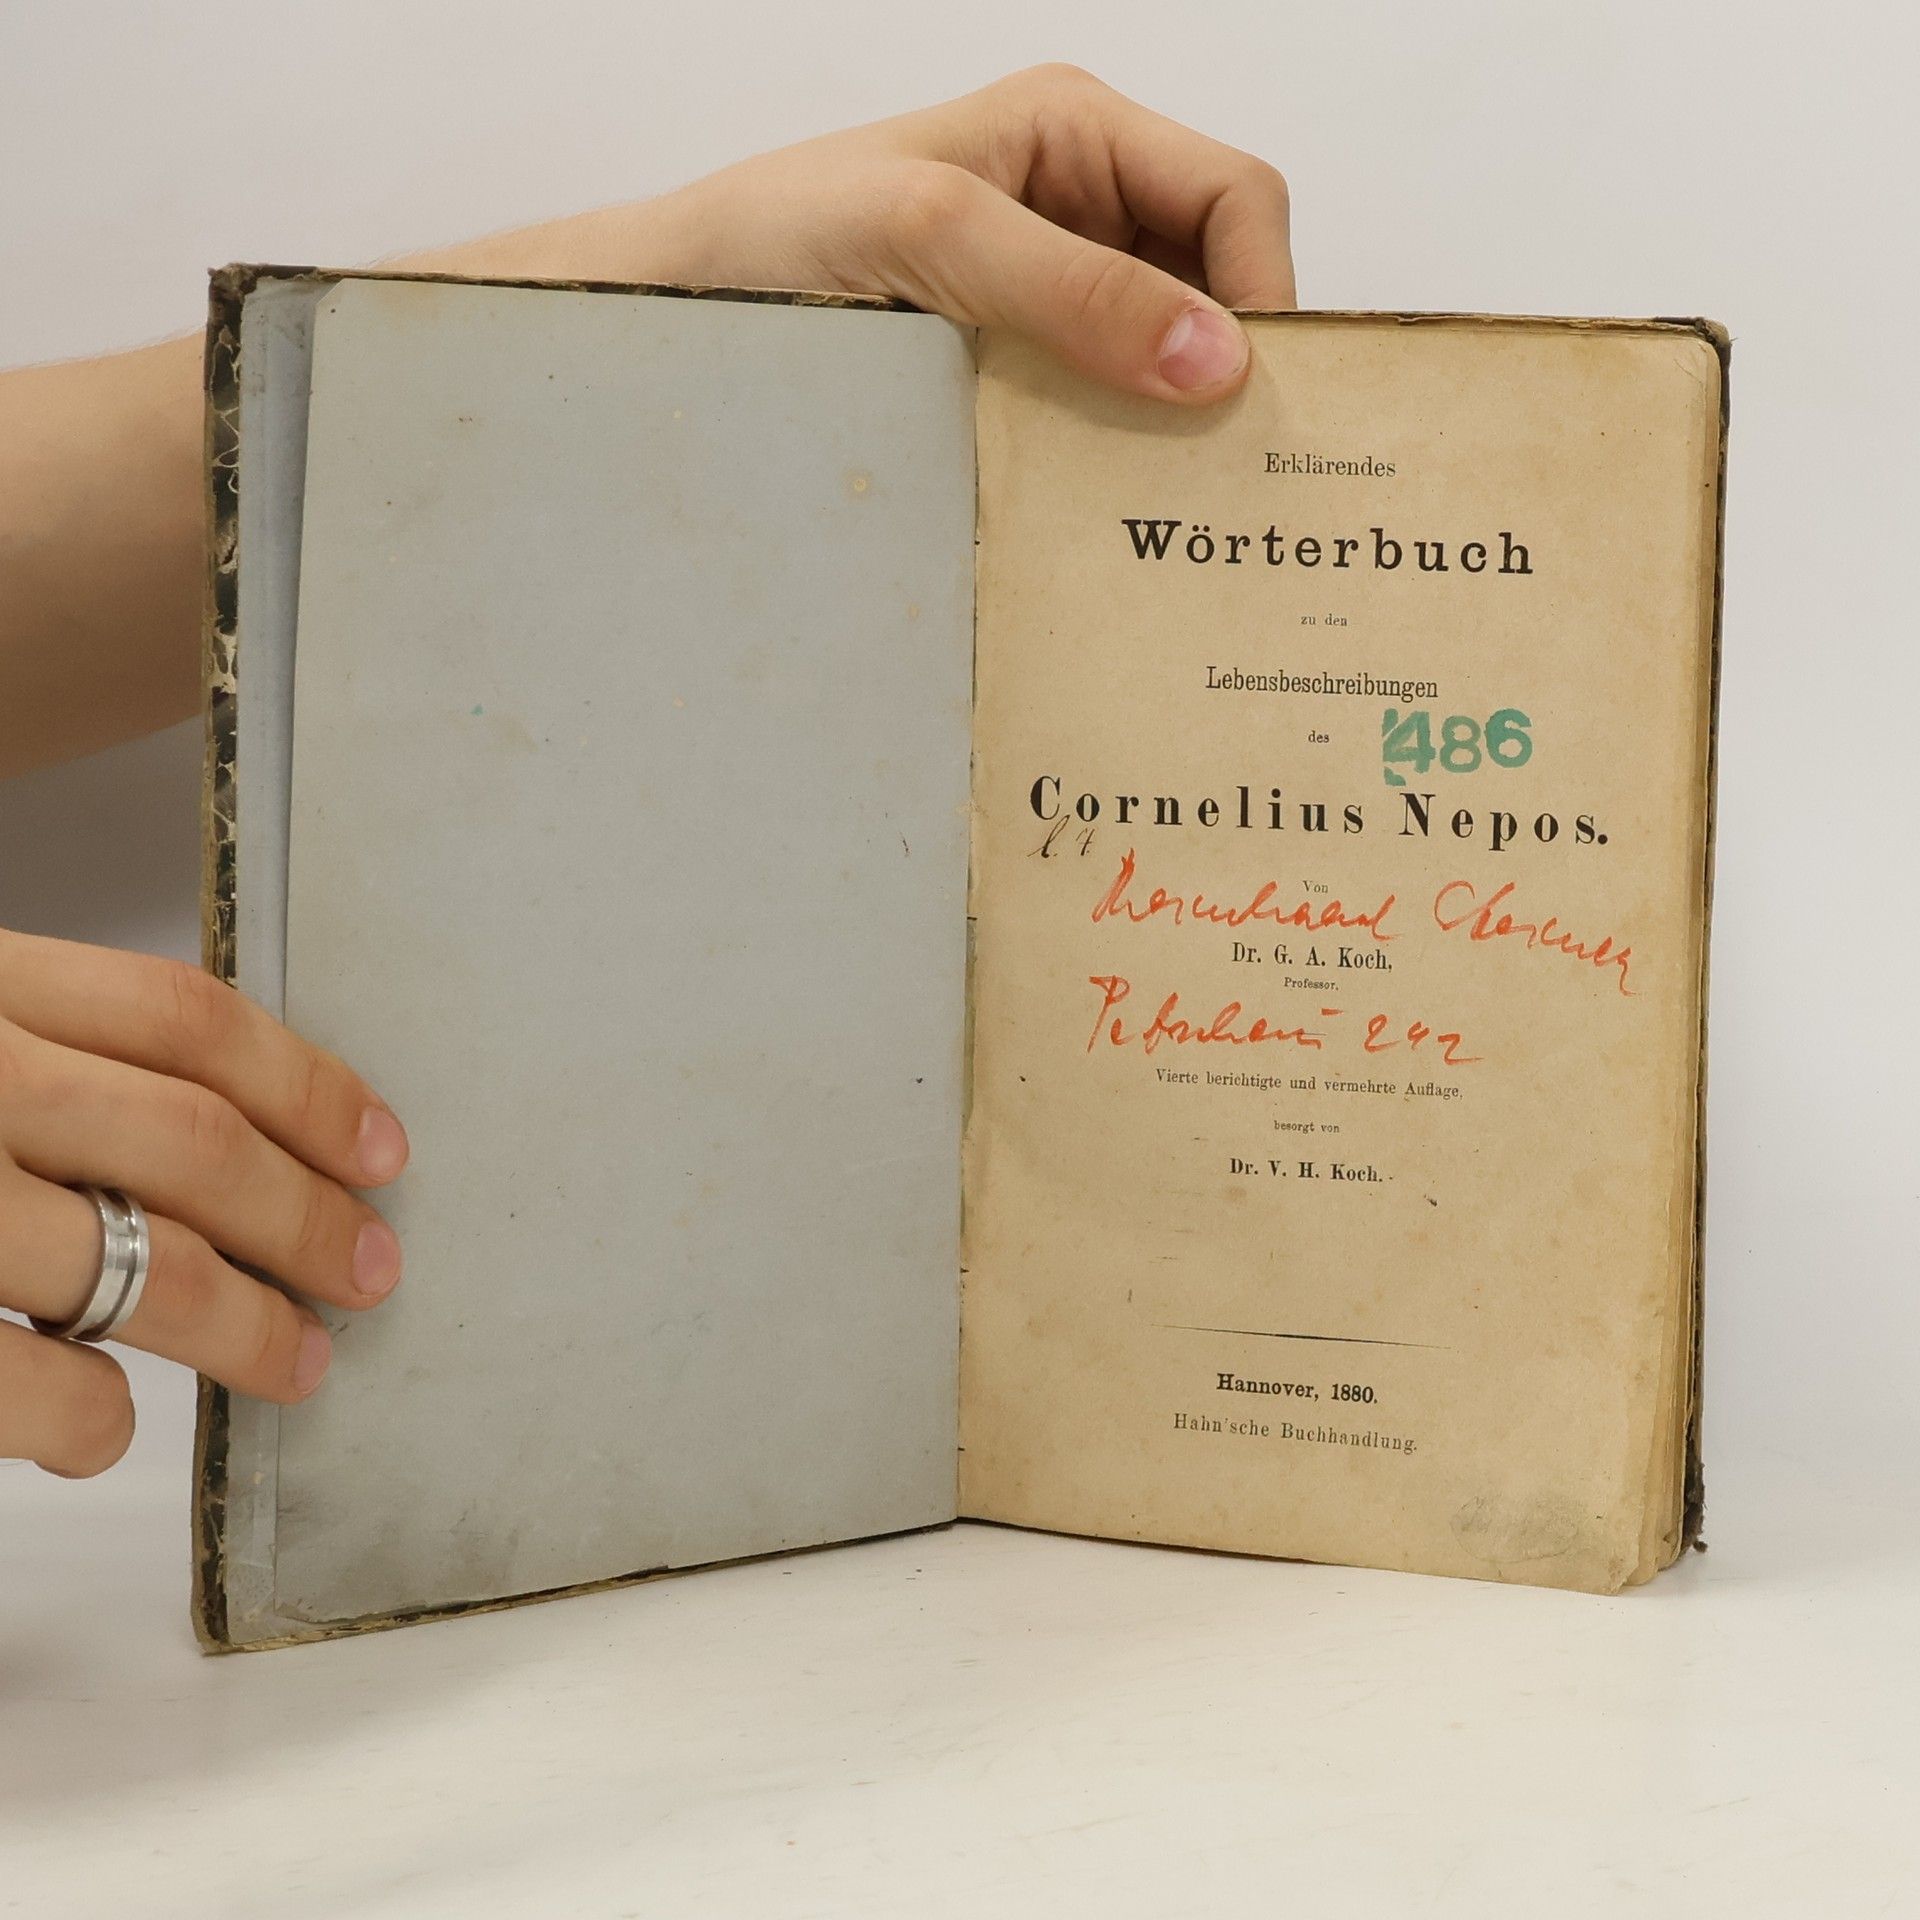 Erklärendes
Wörterbuch
zu den
Lebensbeschreibungen
des
486
Cornelius Nepos.
Von
Dr. G. A. Koch,
Professor.
242
Vierte berichtigte und vermehrte Auflage,
besorgt von
Dr. V. H. Koch.
Hannover, 1880.
Hahn'sche Buchhandlung.